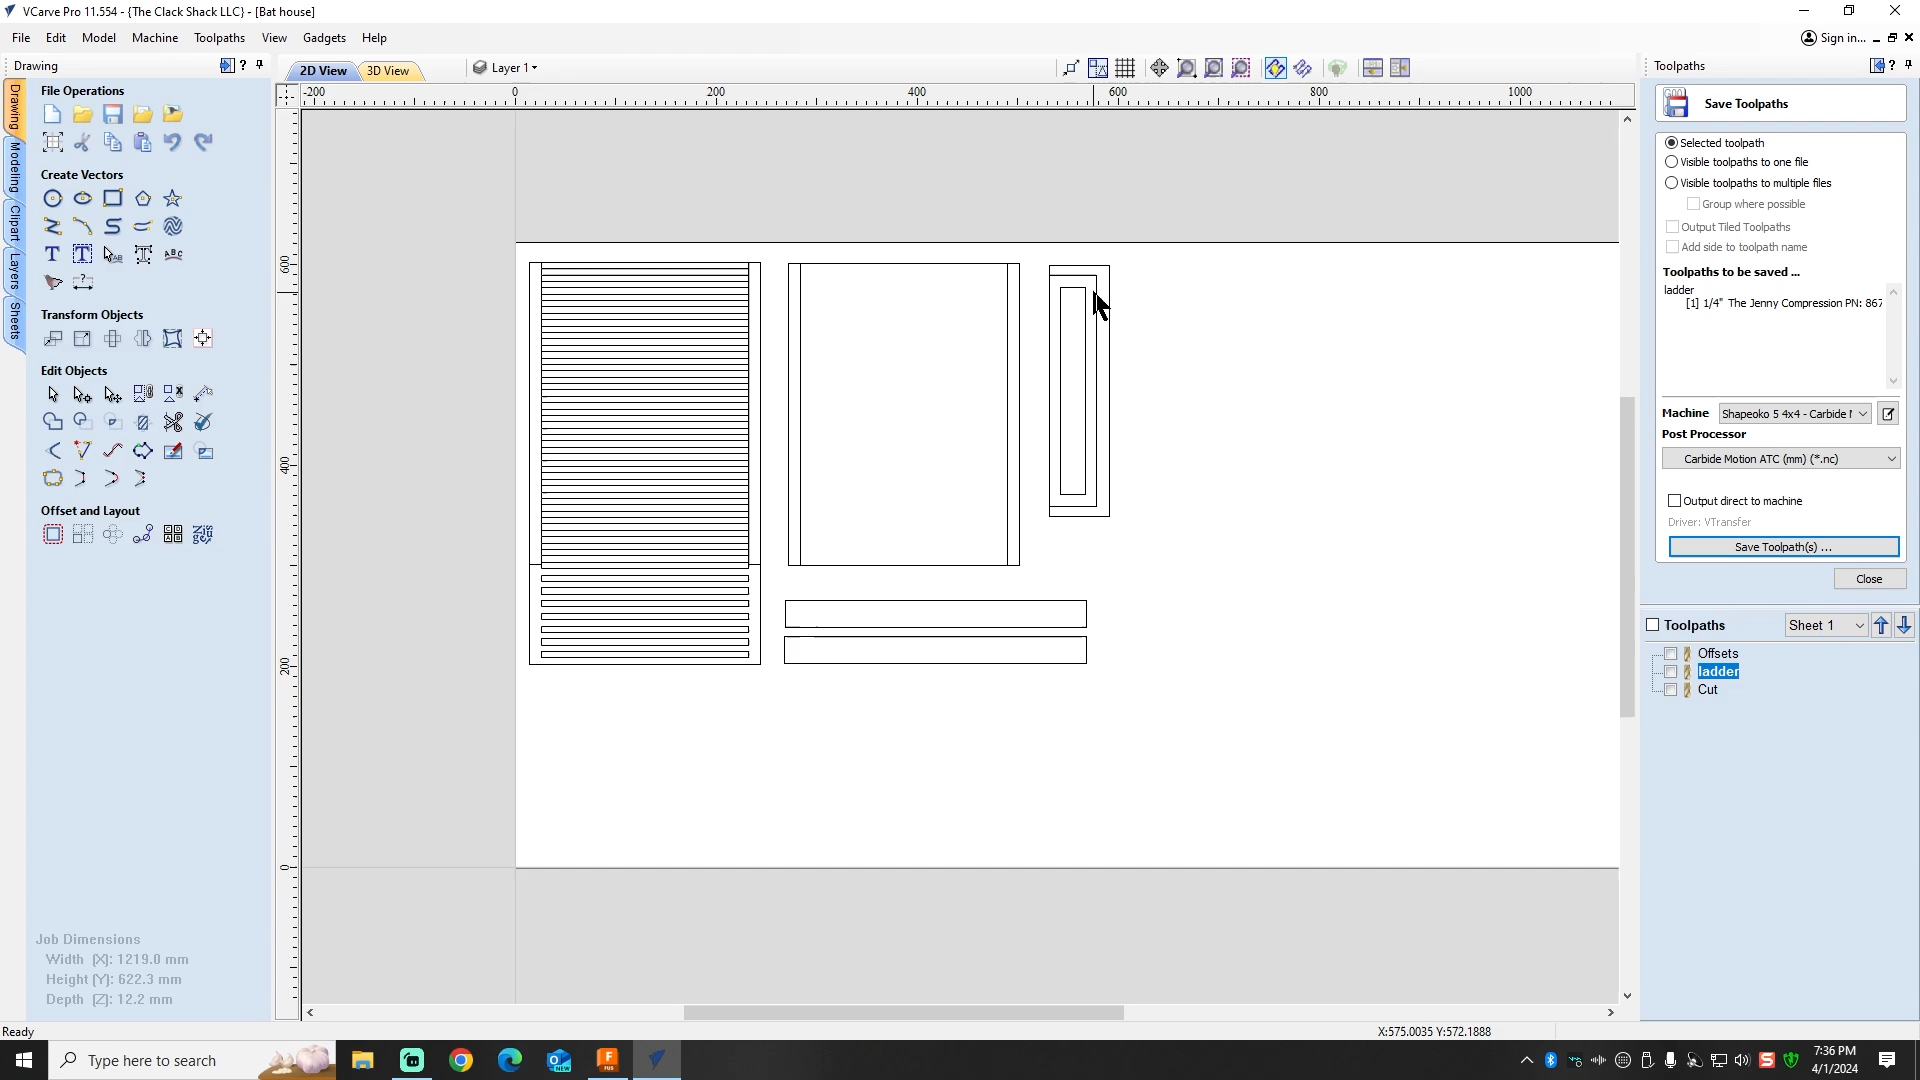 VCarve Pro 11.554 - {The Clack Shack LLC} - [Bat house]
File Edit Model Machine Toolpaths View Gadgets Help
Sign in...
Drawing
2D View
3D View
Layer 1
Toolpaths
Drawing
Modeling
Clipart
Layers
Sheets
File Operations
Create Vectors
Transform Objects
Edit Objects
Offset and Layout
Job Dimensions
Width (X): 1219.0 mm
Height (Y): 622.3 mm
Depth (Z): 12.2 mm
-200 0 200 400 600 800 1000
600
400
200
0
Save Toolpaths
Selected toolpath
Visible toolpaths to one file
Visible toolpaths to multiple files
Group where possible
Output Tiled Toolpaths
Add side to toolpath name
Toolpaths to be saved ...
ladder
[1] 1/4" The Jenny Compression PN: 867
Machine Shapeoko 5 4x4 - Carbide
Post Processor
Carbide Motion ATC (mm) (*.nc)
Output direct to machine
Driver: VTransfer
Save Toolpath(s) ...
Close
Toolpaths Sheet 1
Offsets
ladder
Cut
Ready
X:575.0035 Y:572.1888
Type here to search
7:36 PM
4/1/2024